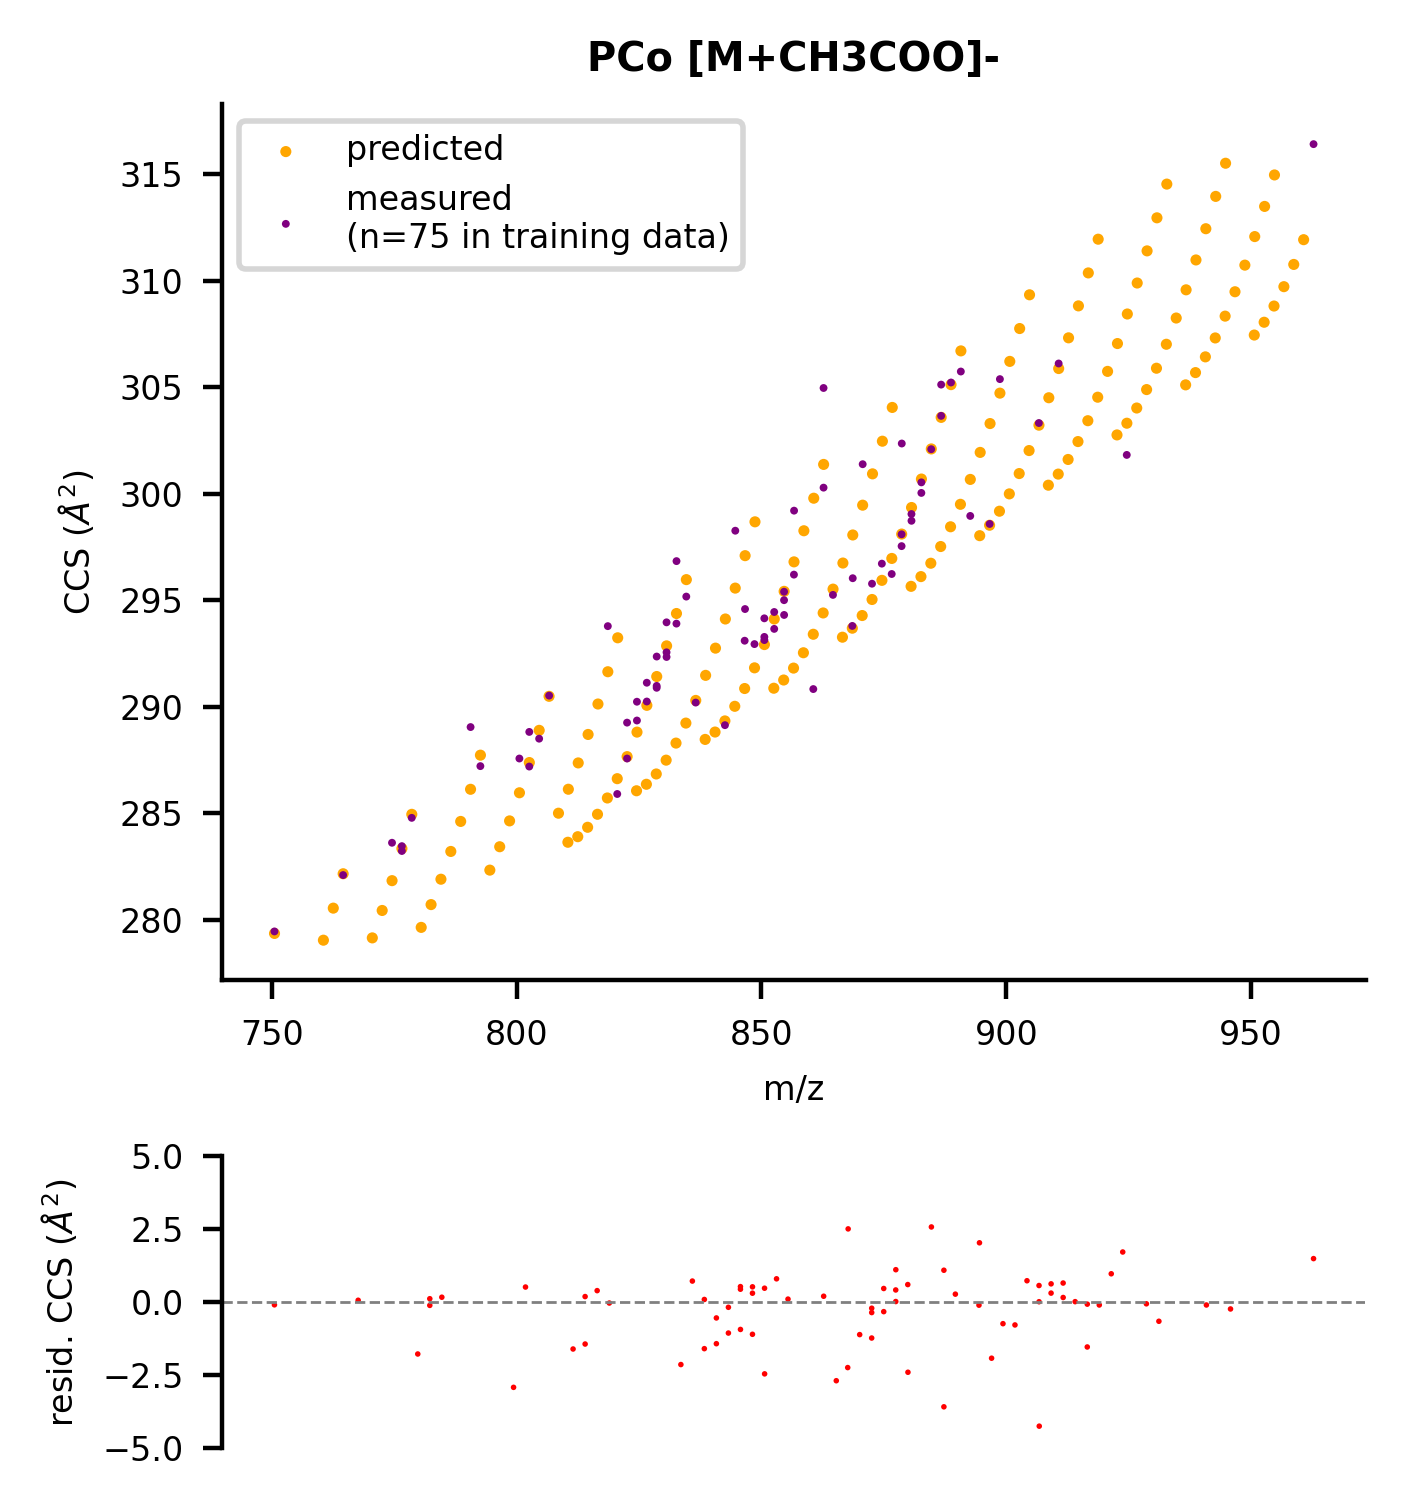 PCo [M+CH3COO]-
predicted
measured
(n=75 in training data)
315
310
305
300
295
290
285
280
CCS (Å²)
750 800 850 900 950
m/z
5.0
2.5
0.0
−2.5
−5.0
resid. CCS (Å²)